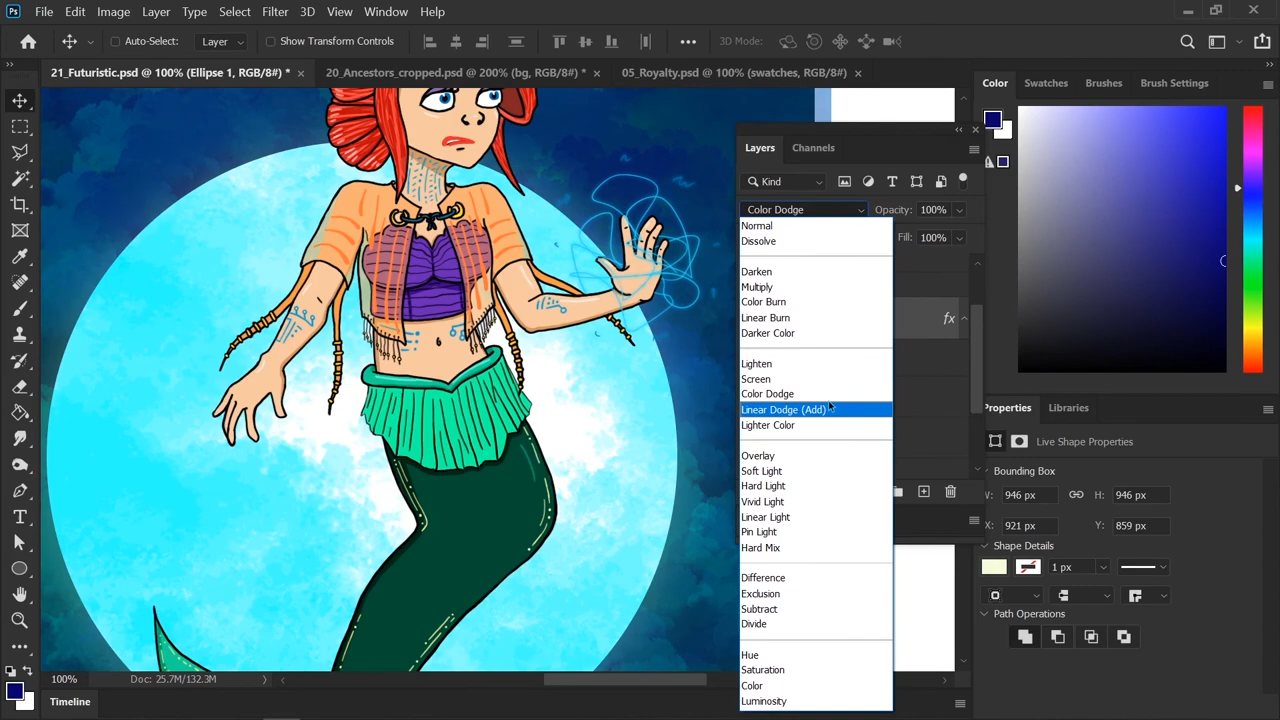 Ps File Edit Image Layer Type Select Filter 3D View Window Help
Auto-Select: Layer Show Transform Controls 3D Mode:
21_Futuristic.psd @ 100% (Ellipse 1, RGB/8#) * 20_Ancestors_cropped.psd @ 200% (bg, RGB/8#) * 05_Royalty.psd @ 100% (swatches, RGB/8#)
Color Swatches Brushes Brush Settings
Layers Channels
Kind
Color Dodge Opacity: 100%
Normal
Fill: 100%
Dissolve
Darken
Multiply
Color Burn
Linear Burn
fx
Darker Color
Lighten
Screen
Color Dodge
Linear Dodge (Add)
Lighter Color
Overlay
Soft Light
Hard Light
Vivid Light
Linear Light
Pin Light
Hard Mix
Difference
Exclusion
Subtract
Divide
Hue
Saturation
Color
Luminosity
Properties Libraries
Live Shape Properties
Bounding Box
W: 946 px H: 946 px
X: 921 px Y: 859 px
Shape Details
1 px
Path Operations
100% Doc: 25.7M/132.3M
Timeline